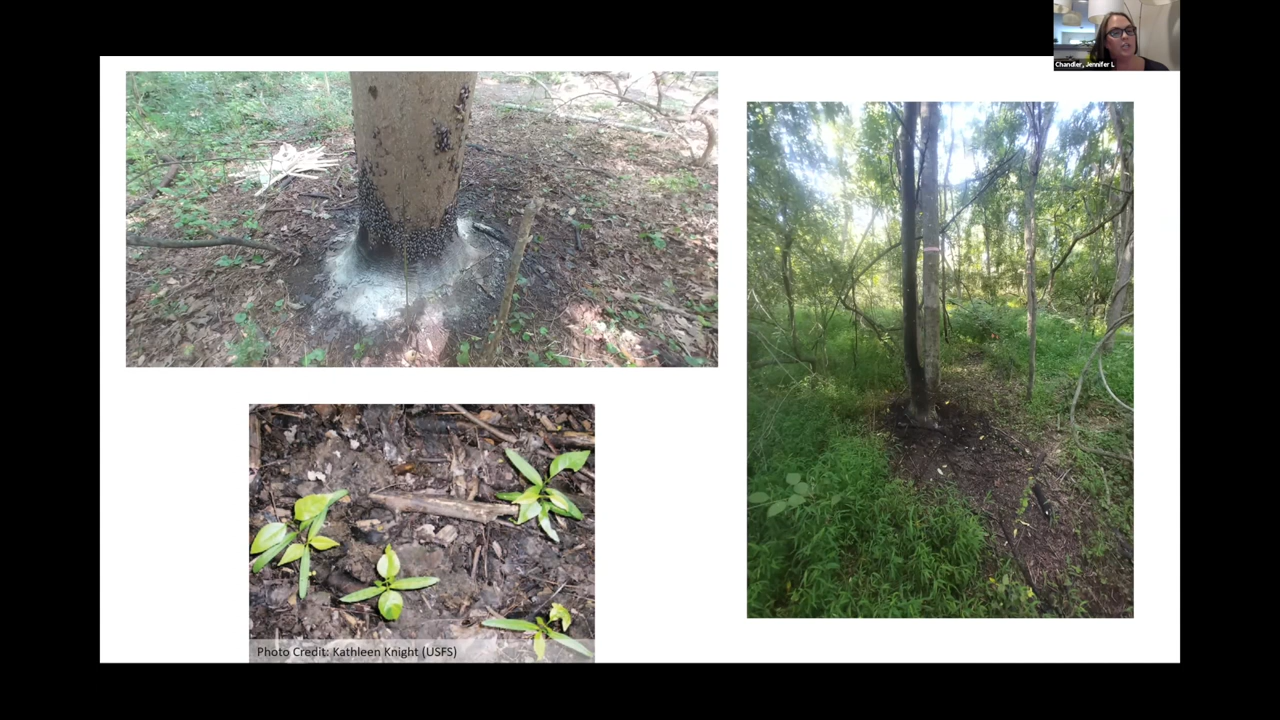 Chandler, Jennifer L
Photo Credit: Kathleen Knight (USFS)